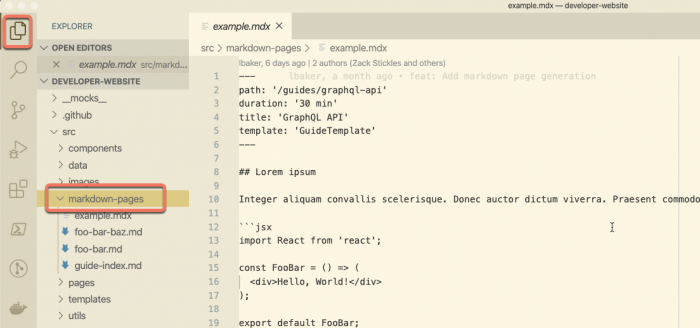 example.mdx — developer-website
EXPLORER
example.mdx ×
OPEN EDITORS
× example.mdx src/markd...
DEVELOPER-WEBSITE
__mocks__
.github
src
components
data
images
markdown-pages
example.mdx
foo-bar-baz.md
foo-bar.md
guide-index.md
pages
templates
utils
src > markdown-pages > example.mdx
lbaker, 6 days ago | 2 authors (Zack Stickles and others)
1 --- lbaker, a month ago • feat: Add markdown page generation
2 path: '/guides/graphql-api'
3 duration: '30 min'
4 title: 'GraphQL API'
5 template: 'GuideTemplate'
6 ---
7
8 ## Lorem ipsum
9
10 Integer aliquam convallis scelerisque. Donec auctor dictum viverra. Praesent commodo
11
12 ```jsx
13 import React from 'react';
14
15 const FooBar = () => (
16 <div>Hello, World!</div>
17 );
18
19 export default FooBar;